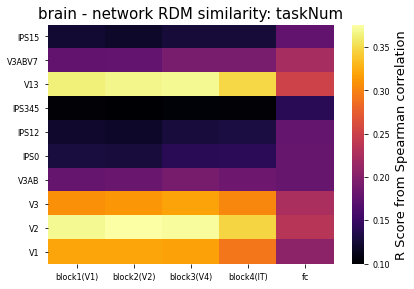 brain - network RDM similarity: taskNum
IPS15
V3ABV7
V13
IPS345
IPS12
IPS0
V3AB
V3
V2
V1
block1(V1) block2(V2) block3(V4) block4(IT) fc
0.35
0.30
0.25
0.20
0.15
0.10
R Score from Spearman correlation